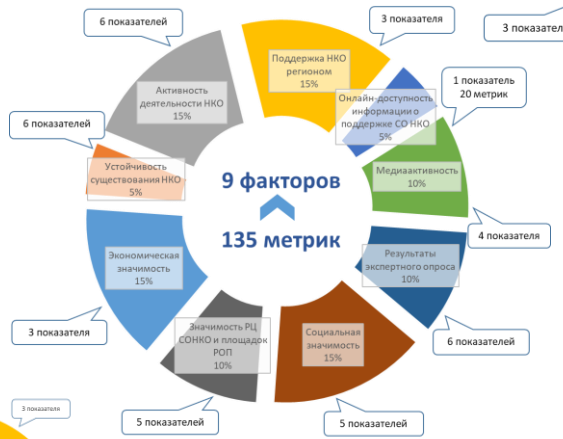 6 показателей
3 показателя
3 показател
Поддержка НКО
регионом
15%
Активность
деятельности НКО
15%
1 показатель
20 метрик
Онлайн-доступность
информации о
поддержке СО НКО
5%
6 показателей
Устойчивость
существования НКО
5%
Медиаактивность
10%
9 факторов
135 метрик
4 показателя
Экономическая
значимость
15%
Результаты
экспертного опроса
10%
3 показателя
Значимость РЦ
СОНКО и площадок
РОП
10%
Социальная
значимость
15%
6 показателей
3 показателя
5 показателей
5 показателей